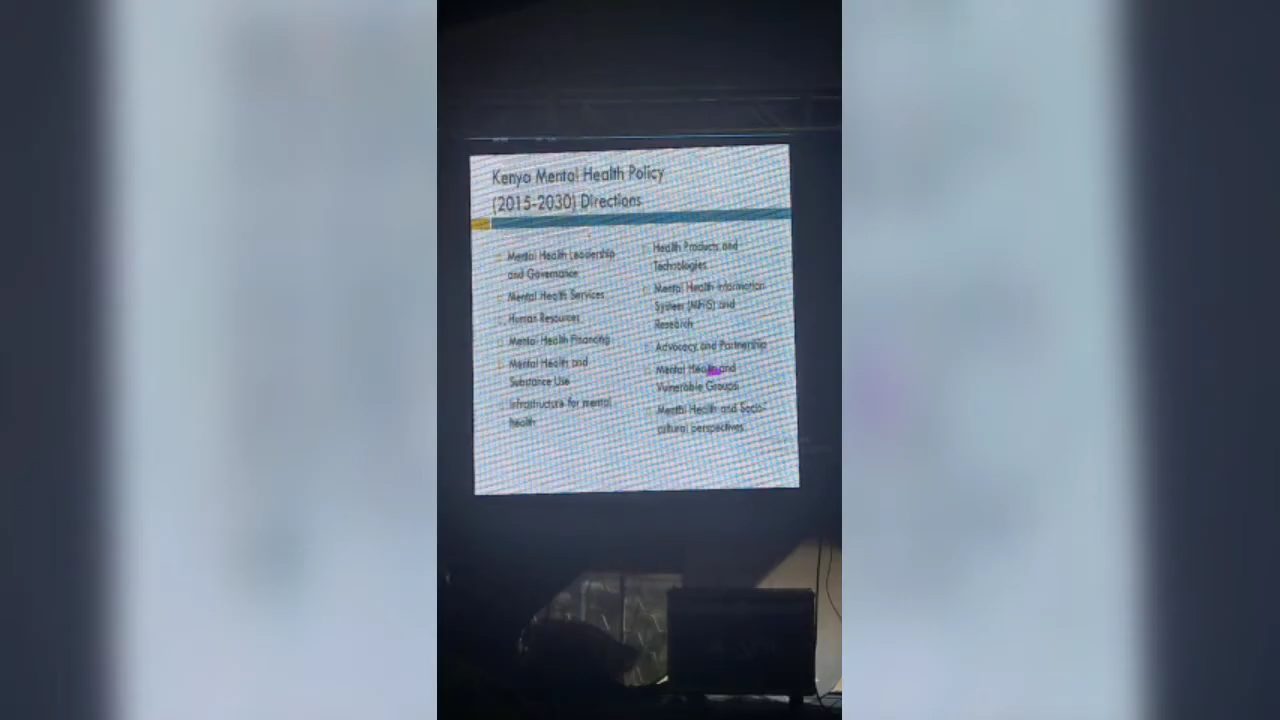 Kenya Mental Health Policy
(2015-2030) Directions
Mental Health Leadership
and Governance
Mental Health Services
Human Resources
Mental Health Financing
Mental Health and
Substance Use
Infrastructure for mental
health
Health Products and
Technologies
Mental Health Information
System (MHIS) and
Research
Advocacy and Partnership
Mental Health and
Vulnerable Groups
Mental Health and Socio-
cultural perspectives